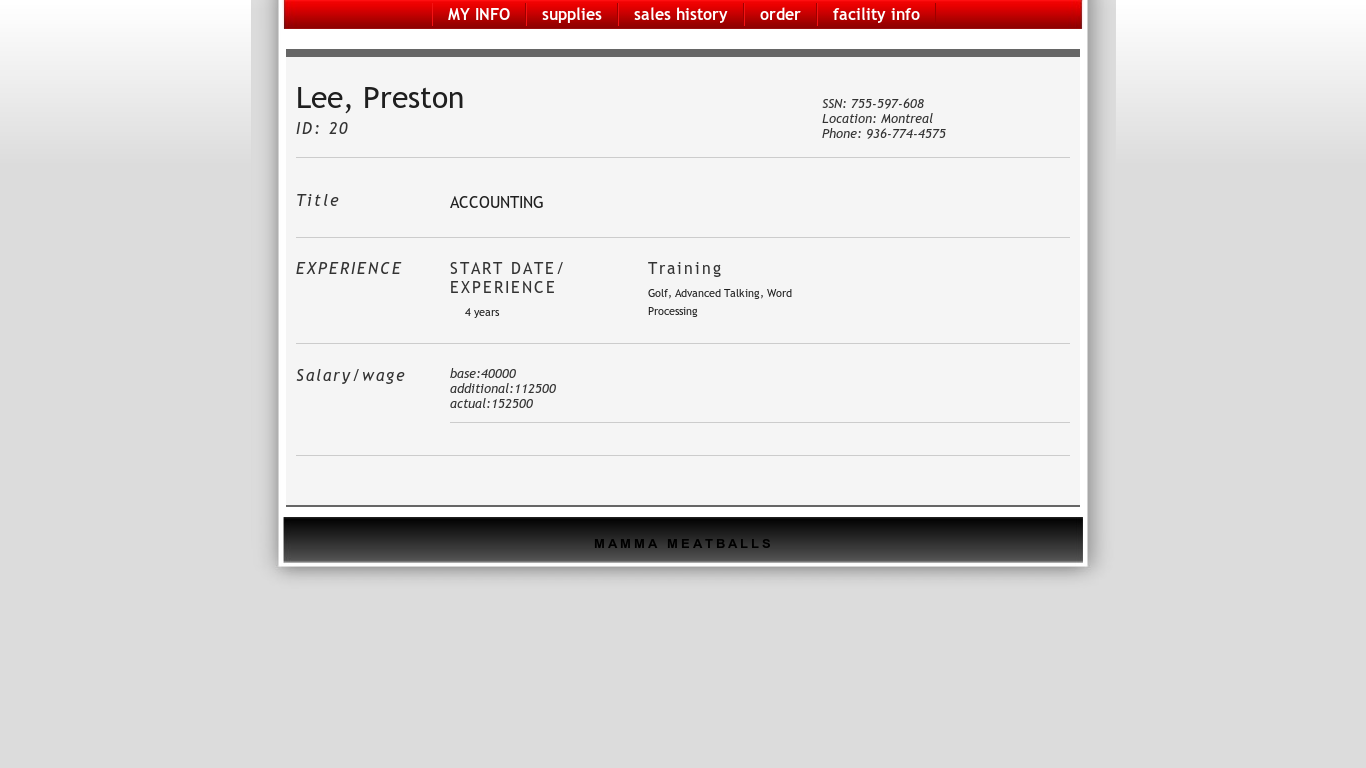 MY INFO supplies sales history order facility info
Lee, Preston
ID: 20
SSN: 755-597-608
Location: Montreal
Phone: 936-774-4575
Title
ACCOUNTING
EXPERIENCE
START DATE/
EXPERIENCE
4 years
Training
Golf, Advanced Talking, Word
Processing
Salary/wage
base:40000
additional:112500
actual:152500
MAMMA MEATBALLS